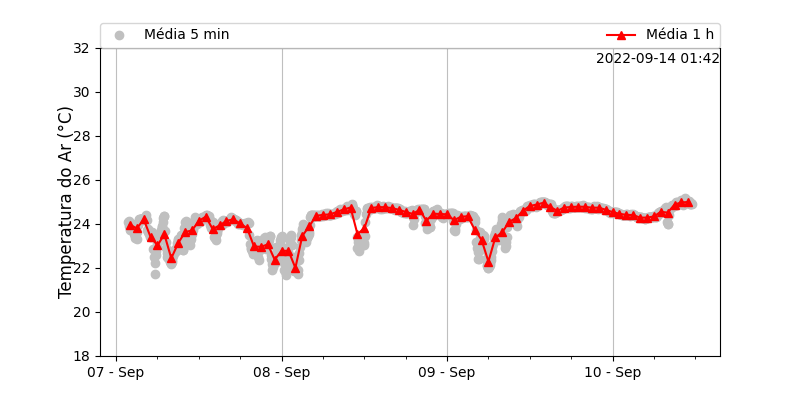 Média 5 min
Média 1 h
2022-09-14 01:42
Temperatura do Ar (°C)
32
30
28
26
24
22
20
18
07 - Sep
08 - Sep
09 - Sep
10 - Sep